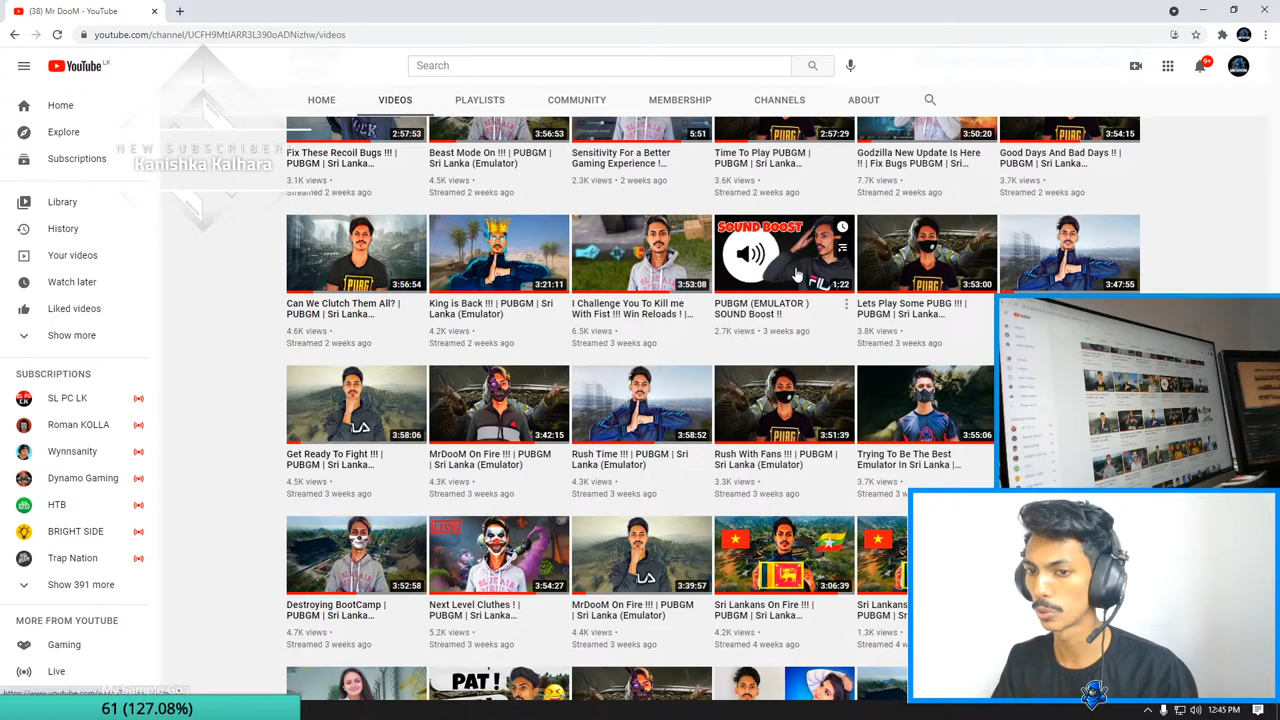 (38) Mr DooM - YouTube
youtube.com/channel/UCFH9MtlARR3L390oADNizhw/videos
YouTube LK
Search
9+
HOME VIDEOS PLAYLISTS COMMUNITY MEMBERSHIP CHANNELS ABOUT
Home
Explore
Subscriptions
Library
History
Your videos
Watch later
Liked videos
Show more
SUBSCRIPTIONS
SL PC LK
Roman KOLLA
Wynnsanity
Dynamo Gaming
HTB
BRIGHT SIDE
Trap Nation
Show 391 more
MORE FROM YOUTUBE
Gaming
Live
NEW SUBSCRIBER
Kanishka Kalhara
2:57:53
Fix These Recoil Bugs !!! |
PUBGM | Sri Lanka...
3.1K views •
Streamed 2 weeks ago
3:56:53
Beast Mode On !!! | PUBGM |
Sri Lanka (Emulator)
4.5K views •
Streamed 2 weeks ago
5:51
Sensitivity For a Better
Gaming Experience !...
2.3K views • 2 weeks ago
2:57:29
Time To Play PUBGM |
PUBGM | Sri Lanka...
3.6K views •
Streamed 2 weeks ago
3:50:20
Godzilla New Update Is Here
!! | Fix Bugs PUBGM | Sri...
7.7K views •
Streamed 2 weeks ago
PUBG
3:54:15
Good Days And Bad Days !! |
PUBGM | Sri Lanka...
3.7K views •
Streamed 2 weeks ago
PUBG
3:56:54
Can We Clutch Them All? |
PUBGM | Sri Lanka...
4.6K views •
Streamed 2 weeks ago
3:21:11
King is Back !!! | PUBGM | Sri
Lanka (Emulator)
4.2K views •
Streamed 2 weeks ago
3:53:08
I Challenge You To Kill me
With Fist !!! Win Reloads ! |...
6.5K views •
Streamed 3 weeks ago
SOUND BOOST
FILA
1:22
PUBGM (EMULATOR )
SOUND Boost !!
2.7K views • 3 weeks ago
PUBG
3:53:00
Lets Play Some PUBG !!! |
PUBGM | Sri Lanka...
3.8K views •
Streamed 3 weeks ago
3:47:55
3:58:06
Get Ready To Fight !!! |
PUBGM | Sri Lanka...
4.5K views •
Streamed 3 weeks ago
3:42:15
MrDooM On Fire !!! | PUBGM
| Sri Lanka (Emulator)
4.3K views •
Streamed 3 weeks ago
3:58:52
Rush Time !!! | PUBGM | Sri
Lanka (Emulator)
4.3K views •
Streamed 3 weeks ago
PUBG
3:51:39
Rush With Fans !!! | PUBGM |
Sri Lanka (Emulator)
3.3K views •
Streamed 3 weeks ago
3:55:06
Trying To Be The Best
Emulator In Sri Lanka |...
3.7K views •
Streamed 3 weeks ago
3:52:58
Destroying BootCamp |
PUBGM | Sri Lanka...
4.7K views •
Streamed 3 weeks ago
LIVE
3:54:27
Next Level Cluthes ! |
PUBGM | Sri Lanka...
5.2K views •
Streamed 3 weeks ago
3:39:57
MrDooM On Fire !!! | PUBGM
| Sri Lanka (Emulator)
4.4K views •
Streamed 3 weeks ago
3:06:39
Sri Lankans On Fire !!! |
PUBGM | Sri Lanka...
4.2K views •
Streamed 4 weeks ago
Sri Lankans
PUBGM | Sri
1.3K views •
Streamed 4
PAT !
61 (127.08%)
12:45 PM